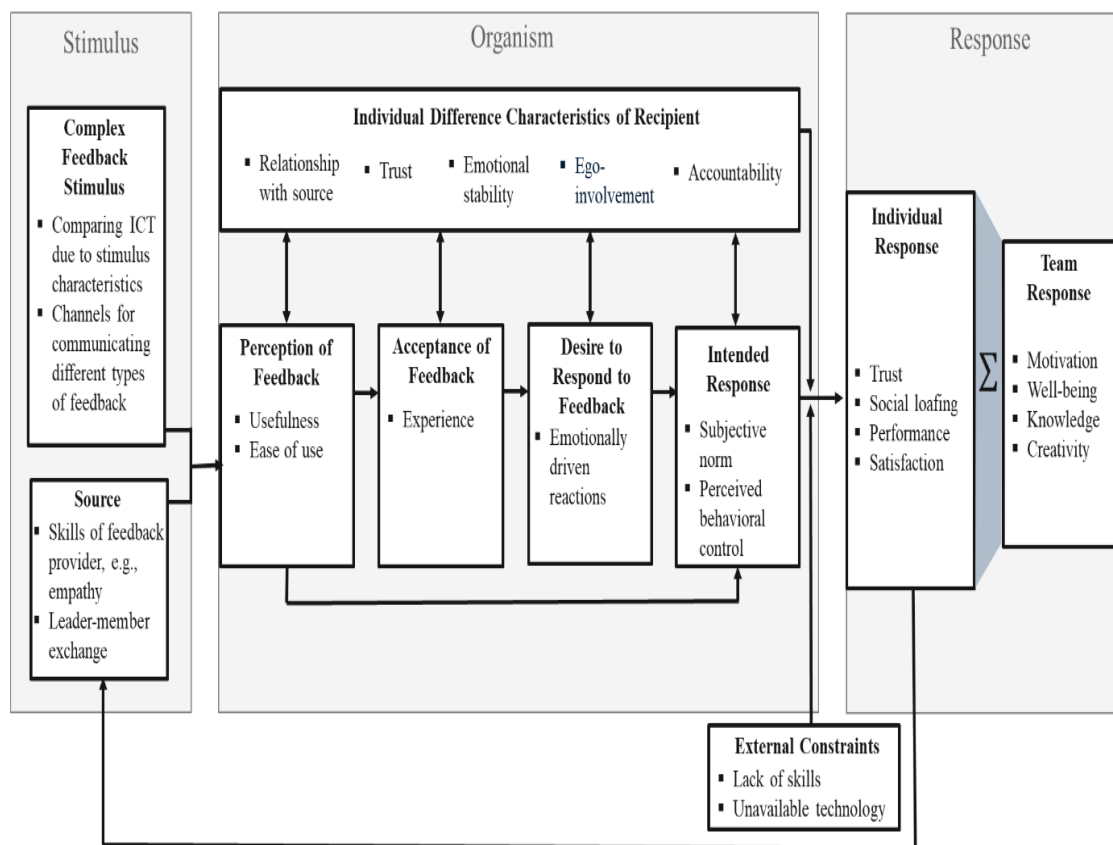 Stimulus
Complex
Feedback
Stimulus
▪ Comparing ICT
due to stimulus
characteristics
▪ Channels for
communicating
different types
of feedback
Source
▪ Skills of feedback
provider, e.g.,
empathy
▪ Leader-member
exchange
Organism
Individual Difference Characteristics of Recipient
▪ Relationship
with source
▪ Trust
▪ Emotional
stability
▪ Ego-
involvement
▪ Accountability
Perception of
Feedback
▪ Usefulness
▪ Ease of use
Acceptance of
Feedback
▪ Experience
Desire to
Respond to
Feedback
▪ Emotionally
driven
reactions
Intended
Response
▪ Subjective
norm
▪ Perceived
behavioral
control
External Constraints
▪ Lack of skills
▪ Unavailable technology
Response
Individual
Response
▪ Trust
▪ Social loafing
▪ Performance
▪ Satisfaction
Σ
Team
Response
▪ Motivation
▪ Well-being
▪ Knowledge
▪ Creativity